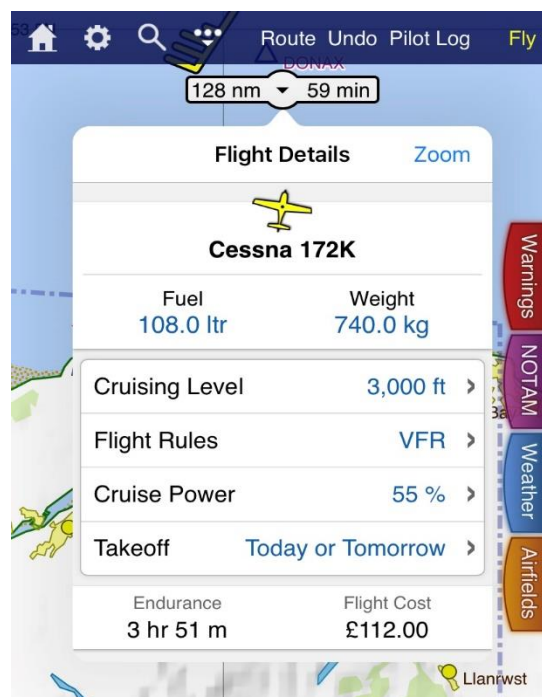 53
Route Undo Pilot Log Fly
DONAX
128 nm 59 min
Flight Details Zoom
Cessna 172K
Fuel Weight
108.0 ltr 740.0 kg
Cruising Level 3,000 ft
Flight Rules VFR
Cruise Power 55 %
Takeoff Today or Tomorrow
Endurance Flight Cost
3 hr 51 m £112.00
Warnings
NOTAM
Weather
Airfields
Llanrwst